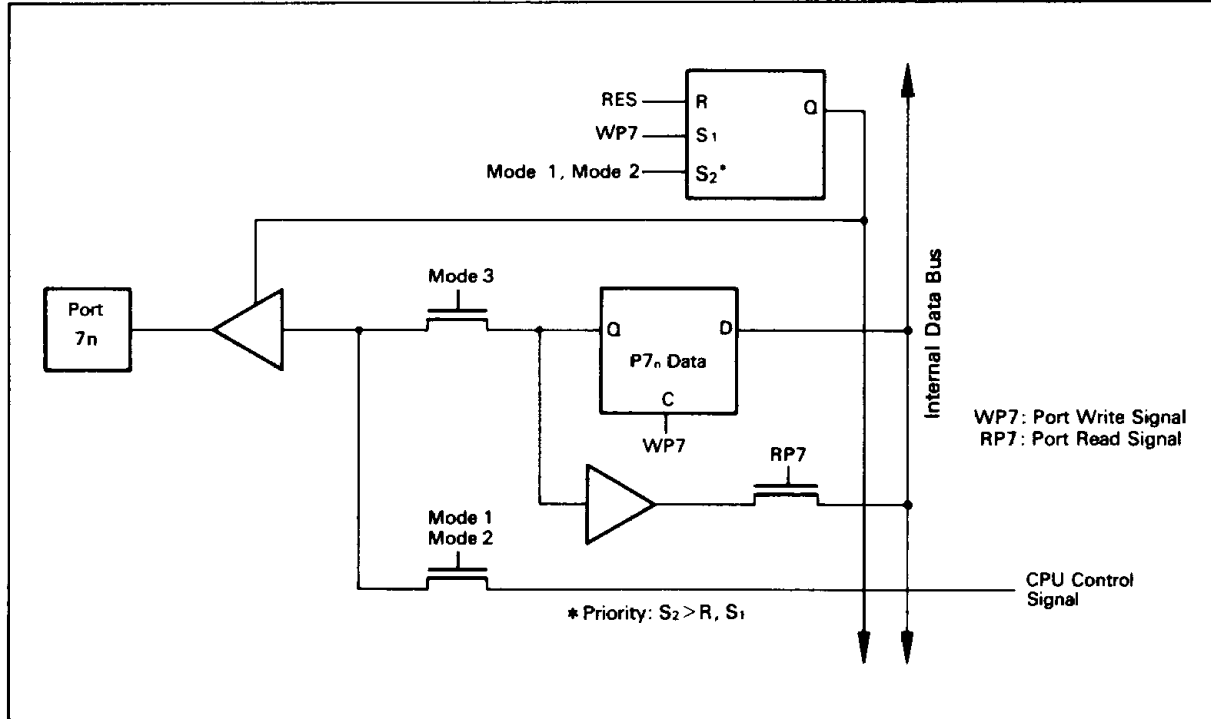 RES
R
Q
WP7
S1
Mode 1, Mode 2
S2*
Mode 3
Port
7n
Q
D
P7n Data
C
WP7
Internal Data Bus
WP7: Port Write Signal
RP7: Port Read Signal
RP7
Mode 1
Mode 2
CPU Control
Signal
* Priority: S2 > R, S1